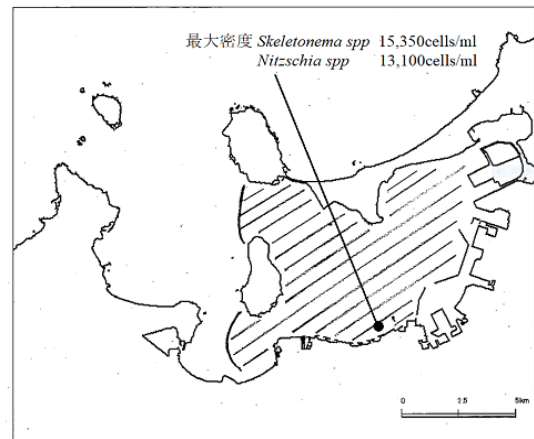 最大密度 Skeletonema spp 15,350cells/ml
Nitzschia spp 13,100cells/ml
0 2.5 5km